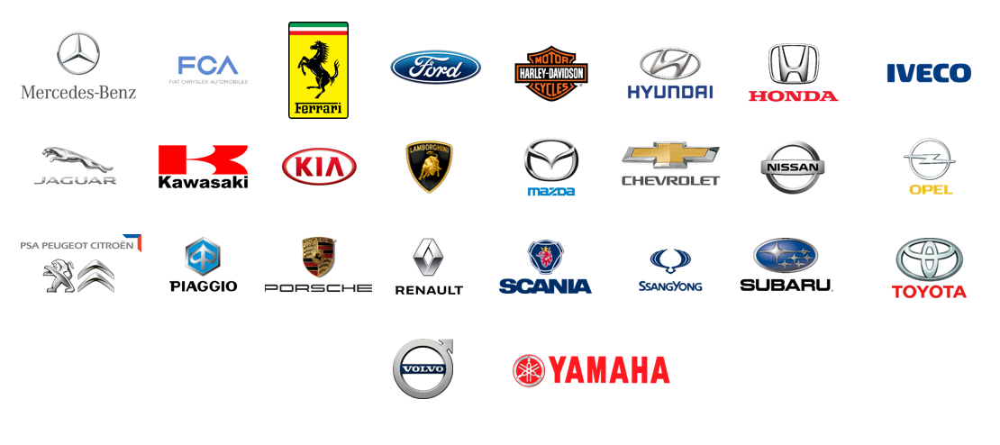 Mercedes-Benz
FCA
FIAT CHRYSLER AUTOMOBILES
Ferrari
Ford
MOTOR
HARLEY-DAVIDSON
CYCLES
HYUNDAI
HONDA
IVECO
JAGUAR
Kawasaki
KIA
LAMBORGHINI
mazda
CHEVROLET
NISSAN
OPEL
PSA PEUGEOT CITROËN
PIAGGIO
PORSCHE
RENAULT
SCANIA
SSANGYONG
SUBARU
TOYOTA
VOLVO
YAMAHA